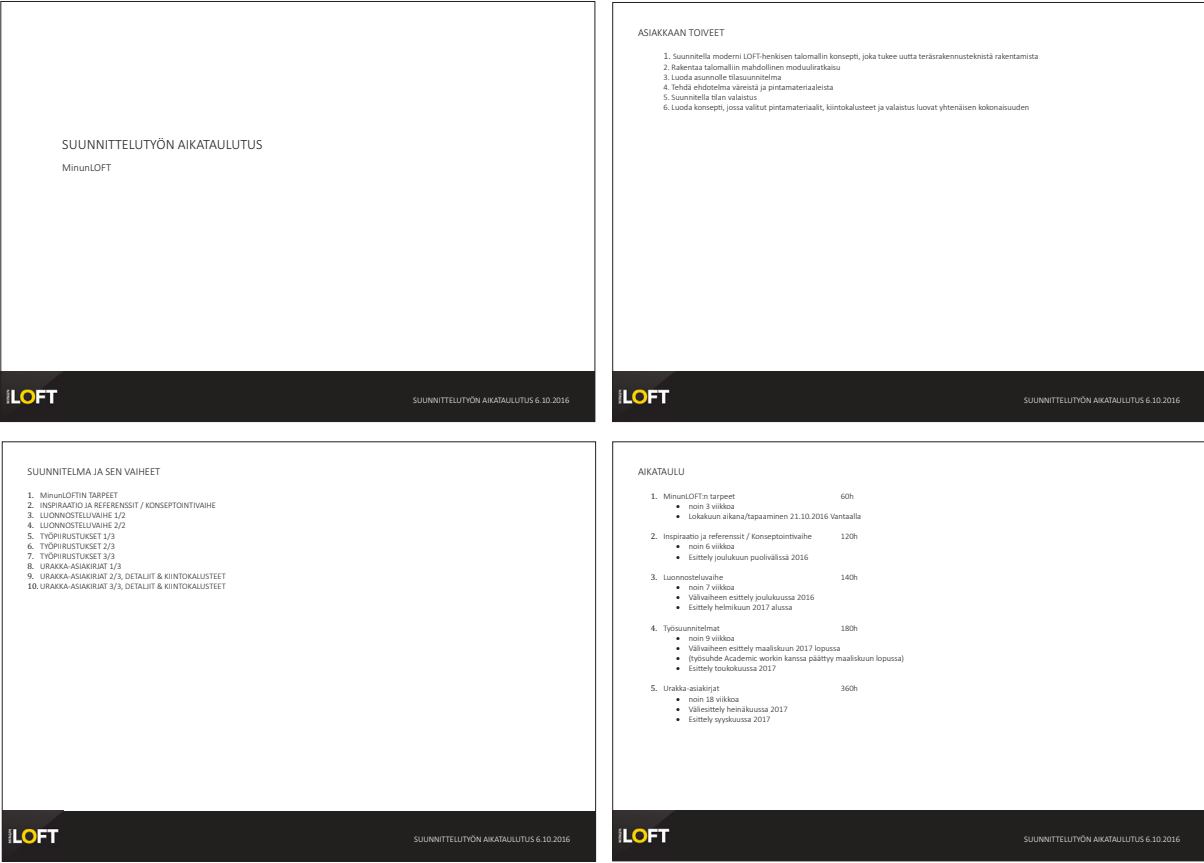 SUUNNITTELUTYÖN AIKATAULUTUS
MinunLOFT
LOFT
SUUNNITTELUTYÖN AIKATAULUTUS 6.10.2016
ASIAKKAAN TOIVEET
1. Suunnitella moderni LOFT-henkisen talomallin konsepti, joka tukee uutta teräsrakennusteknistä rakentamista
2. Rakentaa talomalliin mahdollinen moduuliratkaisu
3. Luoda asunnolle tilasuunnitelma
4. Tehdä ehdotelma väreistä ja pintamateriaaleista
5. Suunnitella tilan valaistus
6. Luoda konsepti, jossa valitut pintamateriaalit, kiintokalusteet ja valaistus luovat yhtenäisen kokonaisuuden
LOFT
SUUNNITTELUTYÖN AIKATAULUTUS 6.10.2016
SUUNNITELMA JA SEN VAIHEET
1. MinunLOFTIN TARPEET
2. INSPIRAATIO JA REFERENSSIT / KONSEPTOINTIVAIHE
3. LUONNOSTELUVAIHE 1/2
4. LUONNOSTELUVAIHE 2/2
5. TYÖPIIRUSTUKSET 1/3
6. TYÖPIIRUSTUKSET 2/3
7. TYÖPIIRUSTUKSET 3/3
8. URAKKA-ASIAKIRJAT 1/3
9. URAKKA-ASIAKIRJAT 2/3, DETALJIT & KIINTOKALUSTEET
10. URAKKA-ASIAKIRJAT 3/3, DETALJIT & KIINTOKALUSTEET
LOFT
SUUNNITTELUTYÖN AIKATAULUTUS 6.10.2016
AIKATAULU
1. MinunLOFT:n tarpeet 60h
• noin 3 viikkoa
• Lokakuun aikana/tapaaminen 21.10.2016 Vantaalla
2. Inspiraatio ja referenssit / Konseptointivaihe 120h
• noin 6 viikkoa
• Esittely joulukuun puolivälissä 2016
3. Luonnosteluvaihe 140h
• noin 7 viikkoa
• Välivaiheen esittely joulukuussa 2016
• Esittely helmikuun 2017 alussa
4. Työsuunnitelmat 180h
• noin 9 viikkoa
• Välivaiheen esittely maaliskuun 2017 lopussa
• (työsuhde Academic workin kanssa päättyy maaliskuun lopussa)
• Esittely toukokuussa 2017
5. Urakka-asiakirjat 360h
• noin 18 viikkoa
• Väliesittely heinäkuussa 2017
• Esittely syyskuussa 2017
LOFT
SUUNNITTELUTYÖN AIKATAULUTUS 6.10.2016